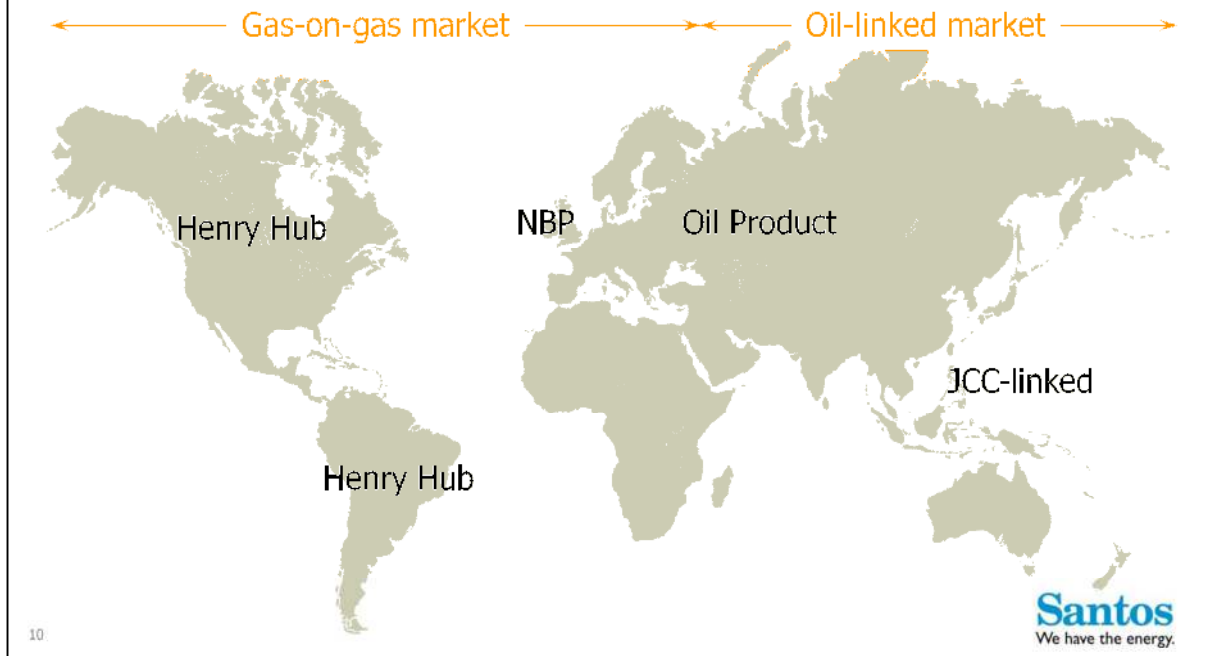 Gas-on-gas market
Oil-linked market
Henry Hub
NBP
Oil Product
JCC-linked
Henry Hub
10
Santos
We have the energy.